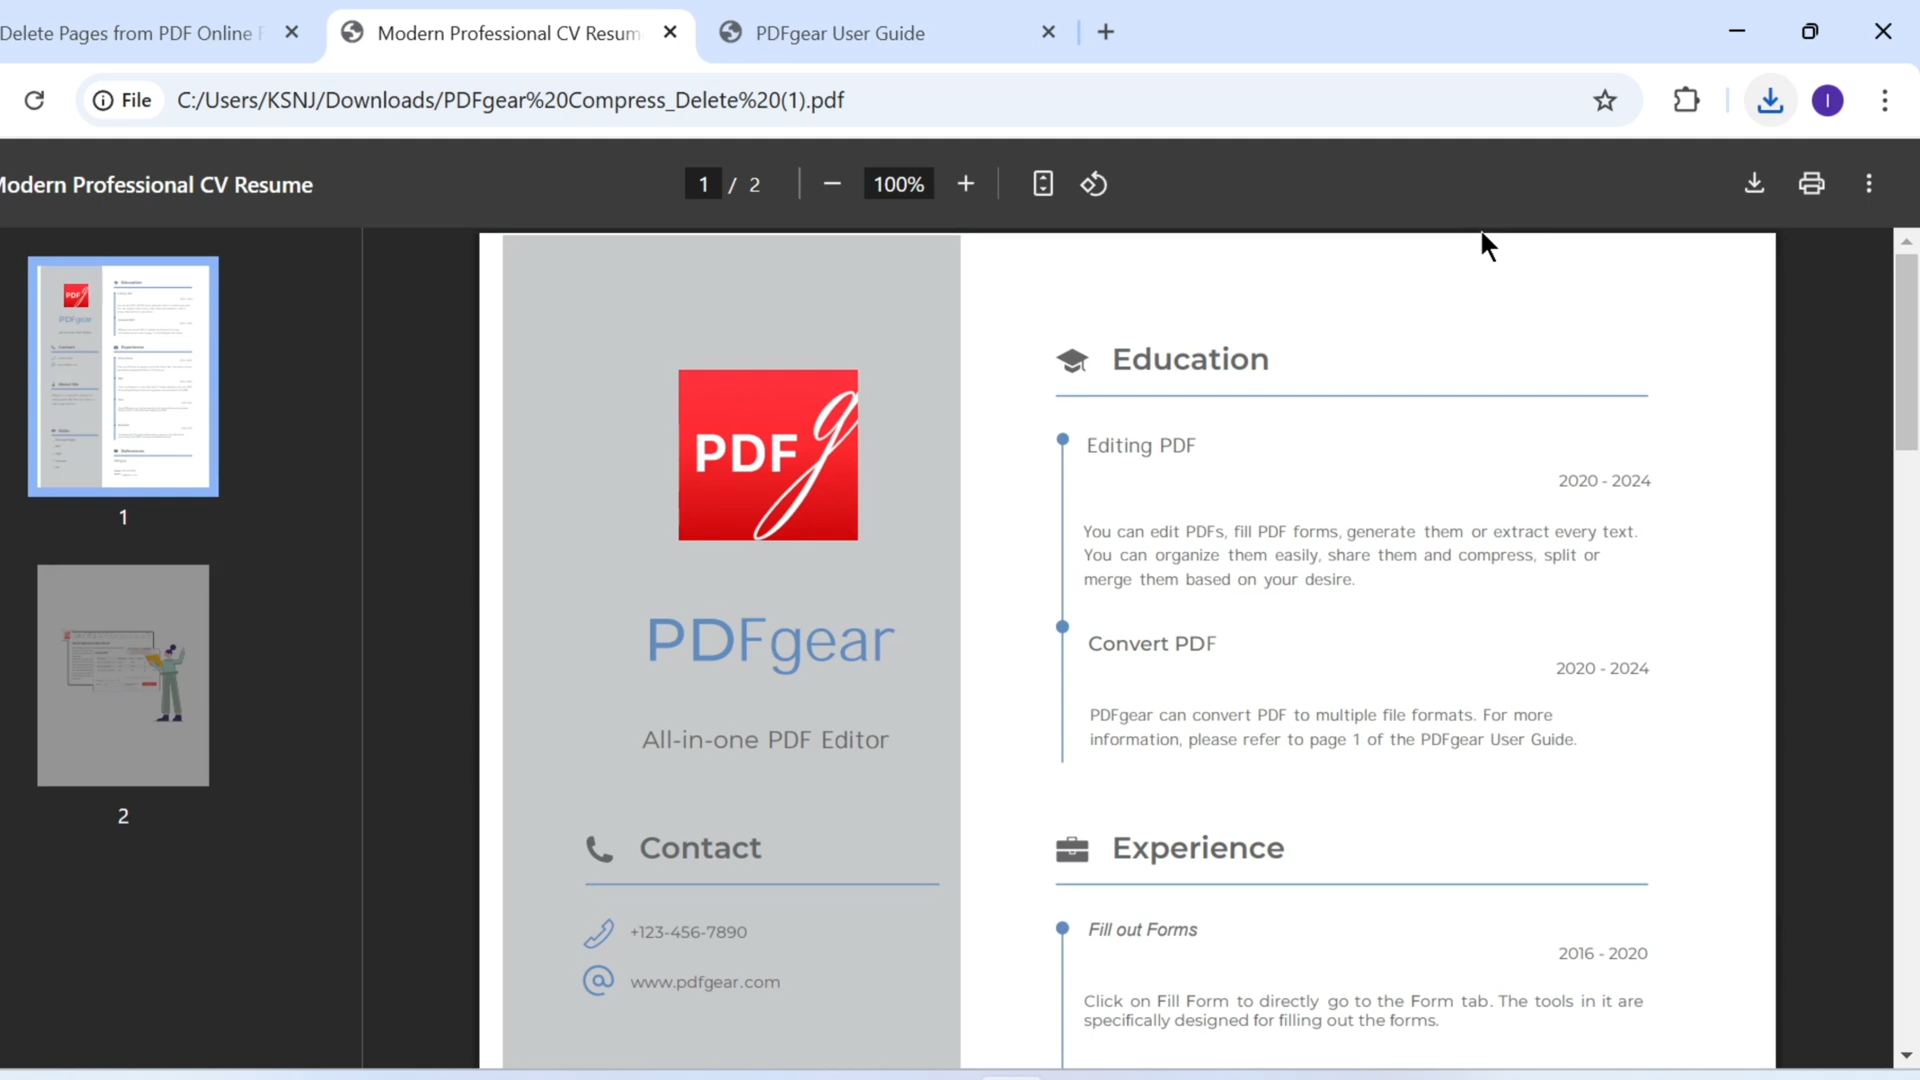 Delete Pages from PDF Online F
Modern Professional CV Resum
PDFgear User Guide
File
C:/Users/KSNJ/Downloads/PDFgear%20Compress_Delete%20(1).pdf
I
Modern Professional CV Resume
1 / 2
100%
1
2
PDFg
PDFgear
All-in-one PDF Editor
Contact
+123-456-7890
www.pdfgear.com
Education
Editing PDF
2020 - 2024
You can edit PDFs, fill PDF forms, generate them or extract every text.
You can organize them easily, share them and compress, split or
merge them based on your desire.
Convert PDF
2020 - 2024
PDFgear can convert PDF to multiple file formats. For more
information, please refer to page 1 of the PDFgear User Guide.
Experience
Fill out Forms
2016 - 2020
Click on Fill Form to directly go to the Form tab. The tools in it are
specifically designed for filling out the forms.